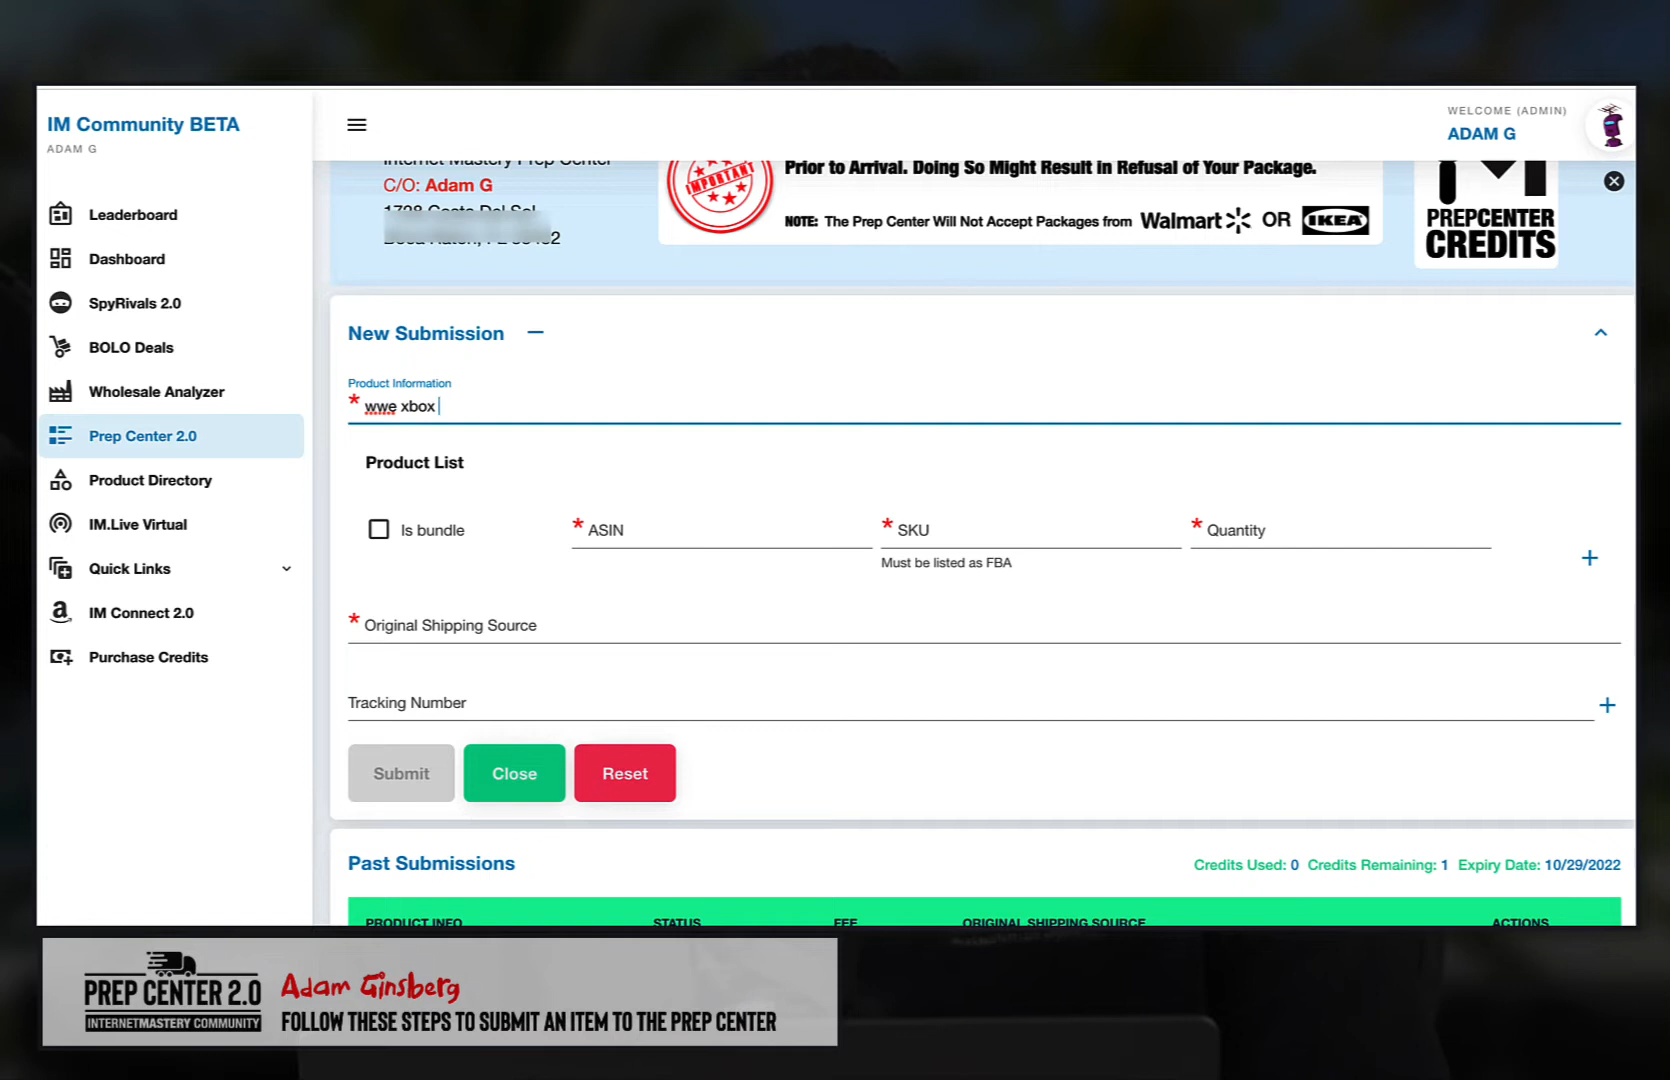 IM Community BETA
ADAM G
WELCOME (ADMIN)
ADAM G
Leaderboard
Dashboard
SpyRivals 2.0
BOLO Deals
Wholesale Analyzer
Prep Center 2.0
Product Directory
IM.Live Virtual
Quick Links
IM Connect 2.0
Purchase Credits
Internet Mastery Prep Center
C/O: Adam G
IMPORTANT
Prior to Arrival. Doing So Might Result in Refusal of Your Package.
NOTE: The Prep Center Will Not Accept Packages from Walmart OR IKEA
PREPCENTER
CREDITS
New Submission
Product Information
* wwe xbox
Product List
Is bundle
* ASIN
* SKU
* Quantity
Must be listed as FBA
* Original Shipping Source
Tracking Number
Submit
Close
Reset
Past Submissions
Credits Used: 0 Credits Remaining: 1 Expiry Date: 10/29/2022
PRODUCT INFO STATUS FEE ORIGINAL SHIPPING SOURCE ACTIONS
PREP CENTER 2.0
INTERNETMASTERY COMMUNITY
Adam Ginsberg
FOLLOW THESE STEPS TO SUBMIT AN ITEM TO THE PREP CENTER